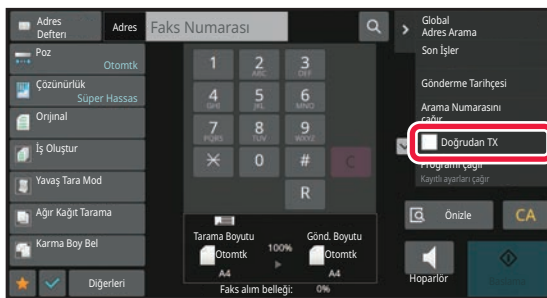 Adres
Defteri
Adres
Faks Numarası
Poz
Otomtk
Çözünürlük
Süper Hassas
Orijinal
İş Oluştur
Yavaş Tara Mod
Ağır Kağıt Tarama
Karma Boy Bel
Diğerleri
1
2
ABC
3
DEF
4
GHI
5
JKL
6
MNO
7
PQRS
8
TUV
9
WXYZ
0
#
C
R
Tarama Boyutu
Otomtk
A4
100%
Gönd. Boyutu
Otomtk
A4
Faks alım belleği: 0%
Global
Adres Arama
Son İşler
Gönderme Tarihçesi
Arama Numarasını
çağır
Doğrudan TX
Programı çağır
Kayıtlı ayarları çağır
Önizle
CA
Hoparlör